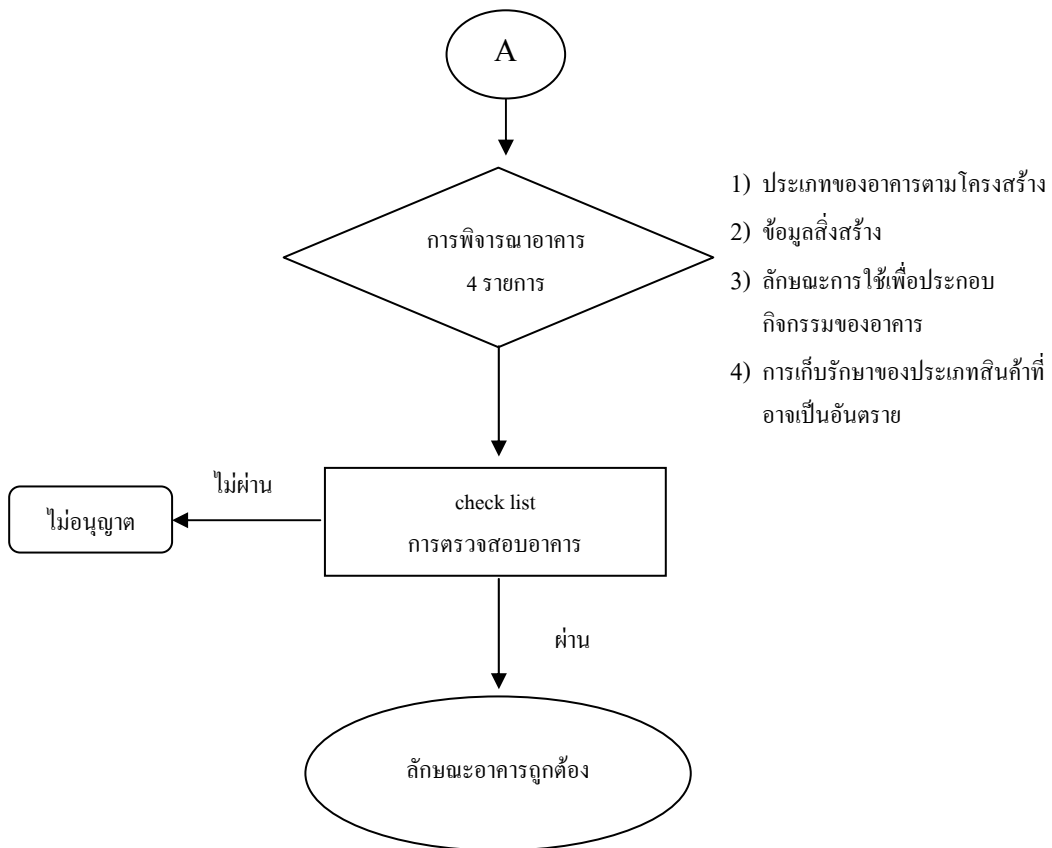 A
การพิจารณาอาคาร
4 รายการ
1) ประเภทของอาคารตามโครงสร้าง
2) ข้อมูลสิ่งสร้าง
3) ลักษณะการใช้เพื่อประกอบ
กิจกรรมของอาคาร
4) การเก็บรักษาของประเภทสินค้าที่
อาจเป็นอันตราย
ไม่ผ่าน
ไม่อนุญาต
check list
การตรวจสอบอาคาร
ผ่าน
ลักษณะอาคารถูกต้อง